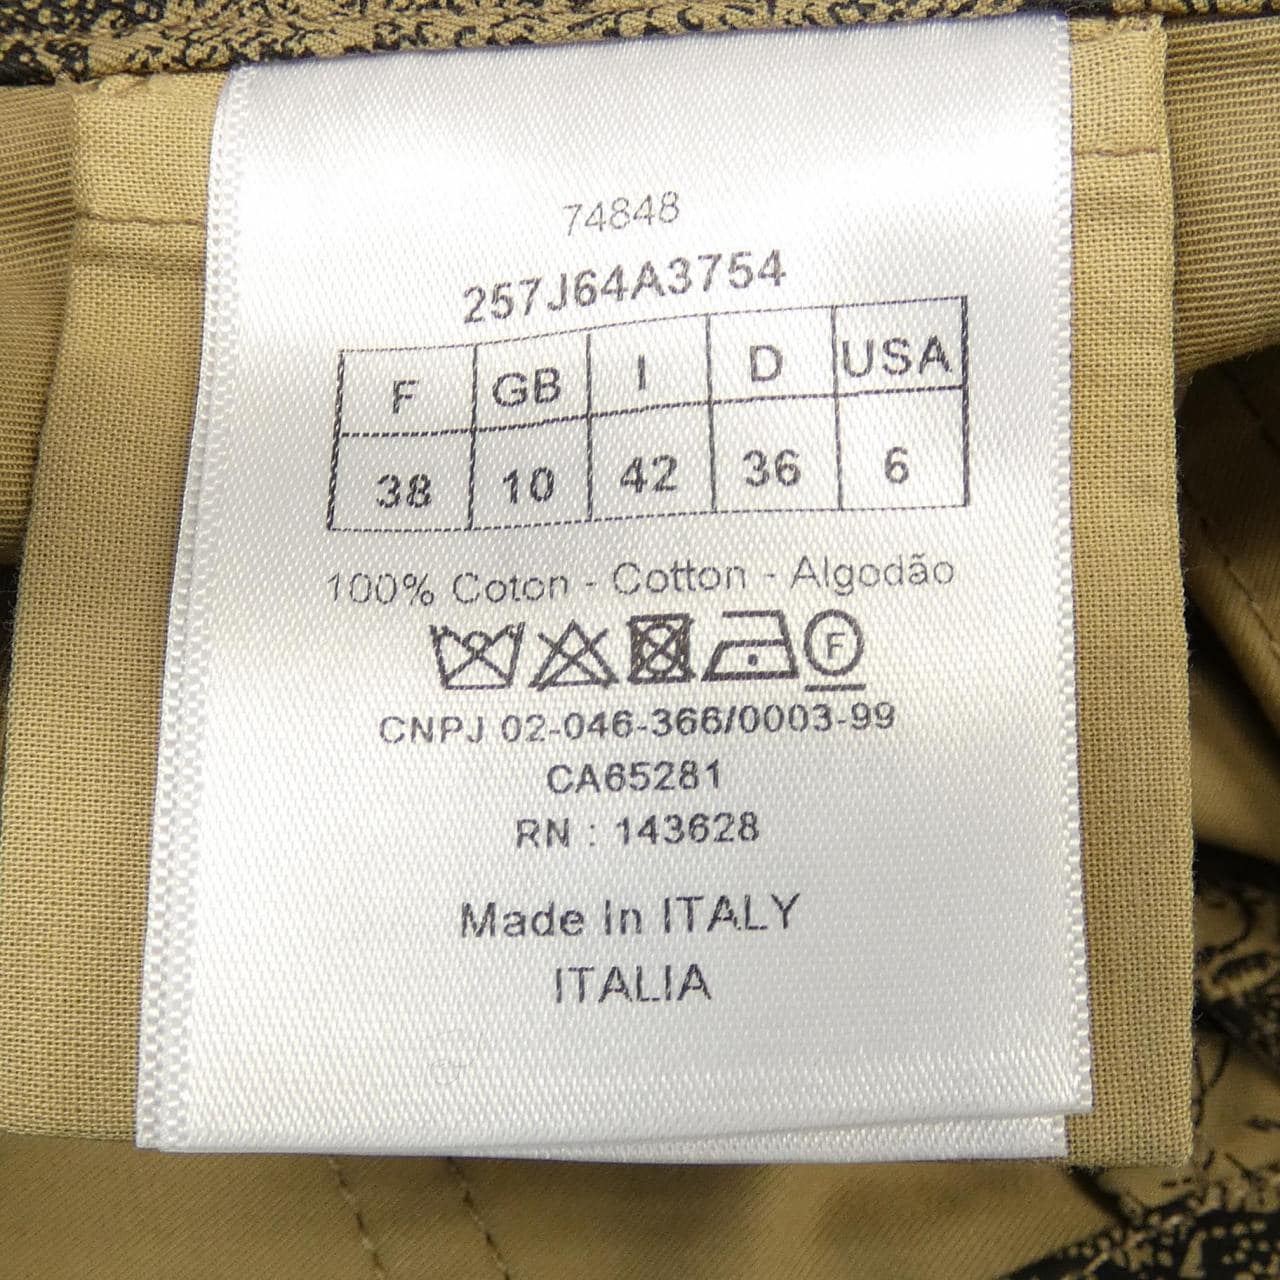 74848
257J64A3754
F GB I D USA
38 10 42 36 6
100% Coton - Cotton - Algodão
F
CNPJ 02-046-366/0003-99
CA65281
RN : 143628
Made In ITALY
ITALIA